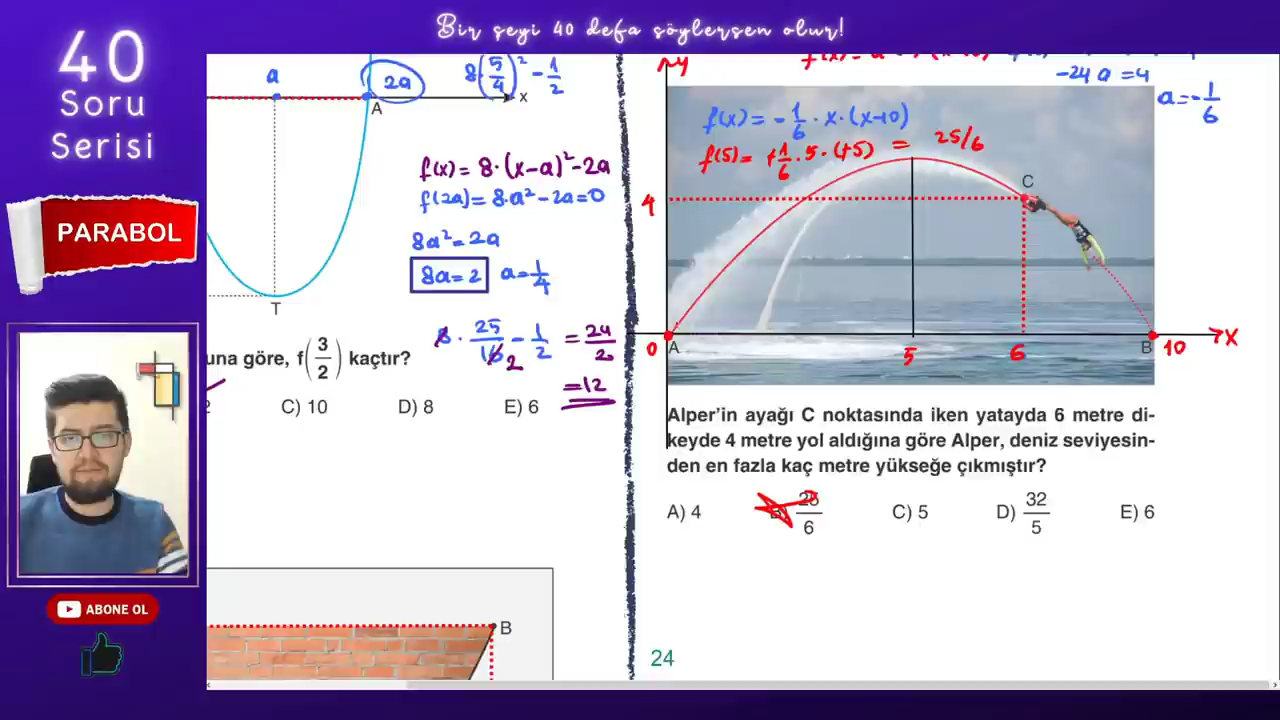 Bir şeyi 40 defa söylersen olur!
40
Soru
Serisi
PARABOL
ABONE OL
a
2a
A
x
8(5/4)² - 1/2
f(x) = 8·(x-a)² - 2a
f(2a) = 8·a² - 2a = 0
8a² = 2a
8a = 2 a = 1/4
8 · 25/16 2 - 1/2 = 24/2
= 12
T
una göre, f(3/2) kaçtır?
2 C) 10 D) 8 E) 6
B
-24a = 4
a = -1/6
y
f(x) = -1/6 · x · (x-10)
f(5) = +1/6 · 5 · (+5) = 25/6
C
4
0 A 5 6 B 10 x
Alper'in ayağı C noktasında iken yatayda 6 metre di-
keyde 4 metre yol aldığına göre Alper, deniz seviyesin-
den en fazla kaç metre yükseğe çıkmıştır?
A) 4 B) 25/6 C) 5 D) 32/5 E) 6
24